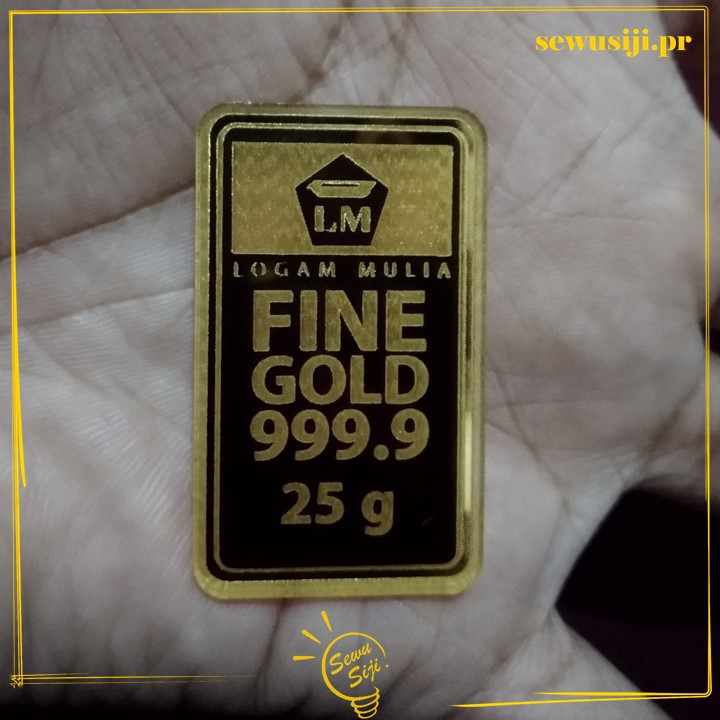 sewusiji.pr
LM
LOGAM MULIA
FINE
GOLD
999.9
25 g
Sewu
Siji.